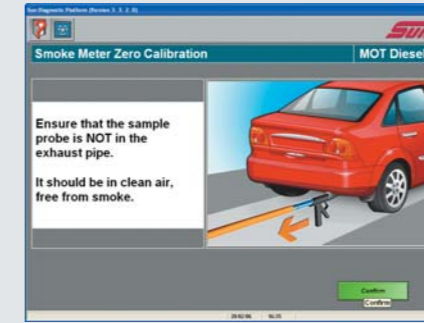 Sun Diagnostic Platform (Version 3. 3. 2. 0)
Smoke Meter Zero Calibration
MOT Diesel
Ensure that the sample
probe is NOT in the
exhaust pipe.
It should be in clean air,
free from smoke.
Confirm
Confirm